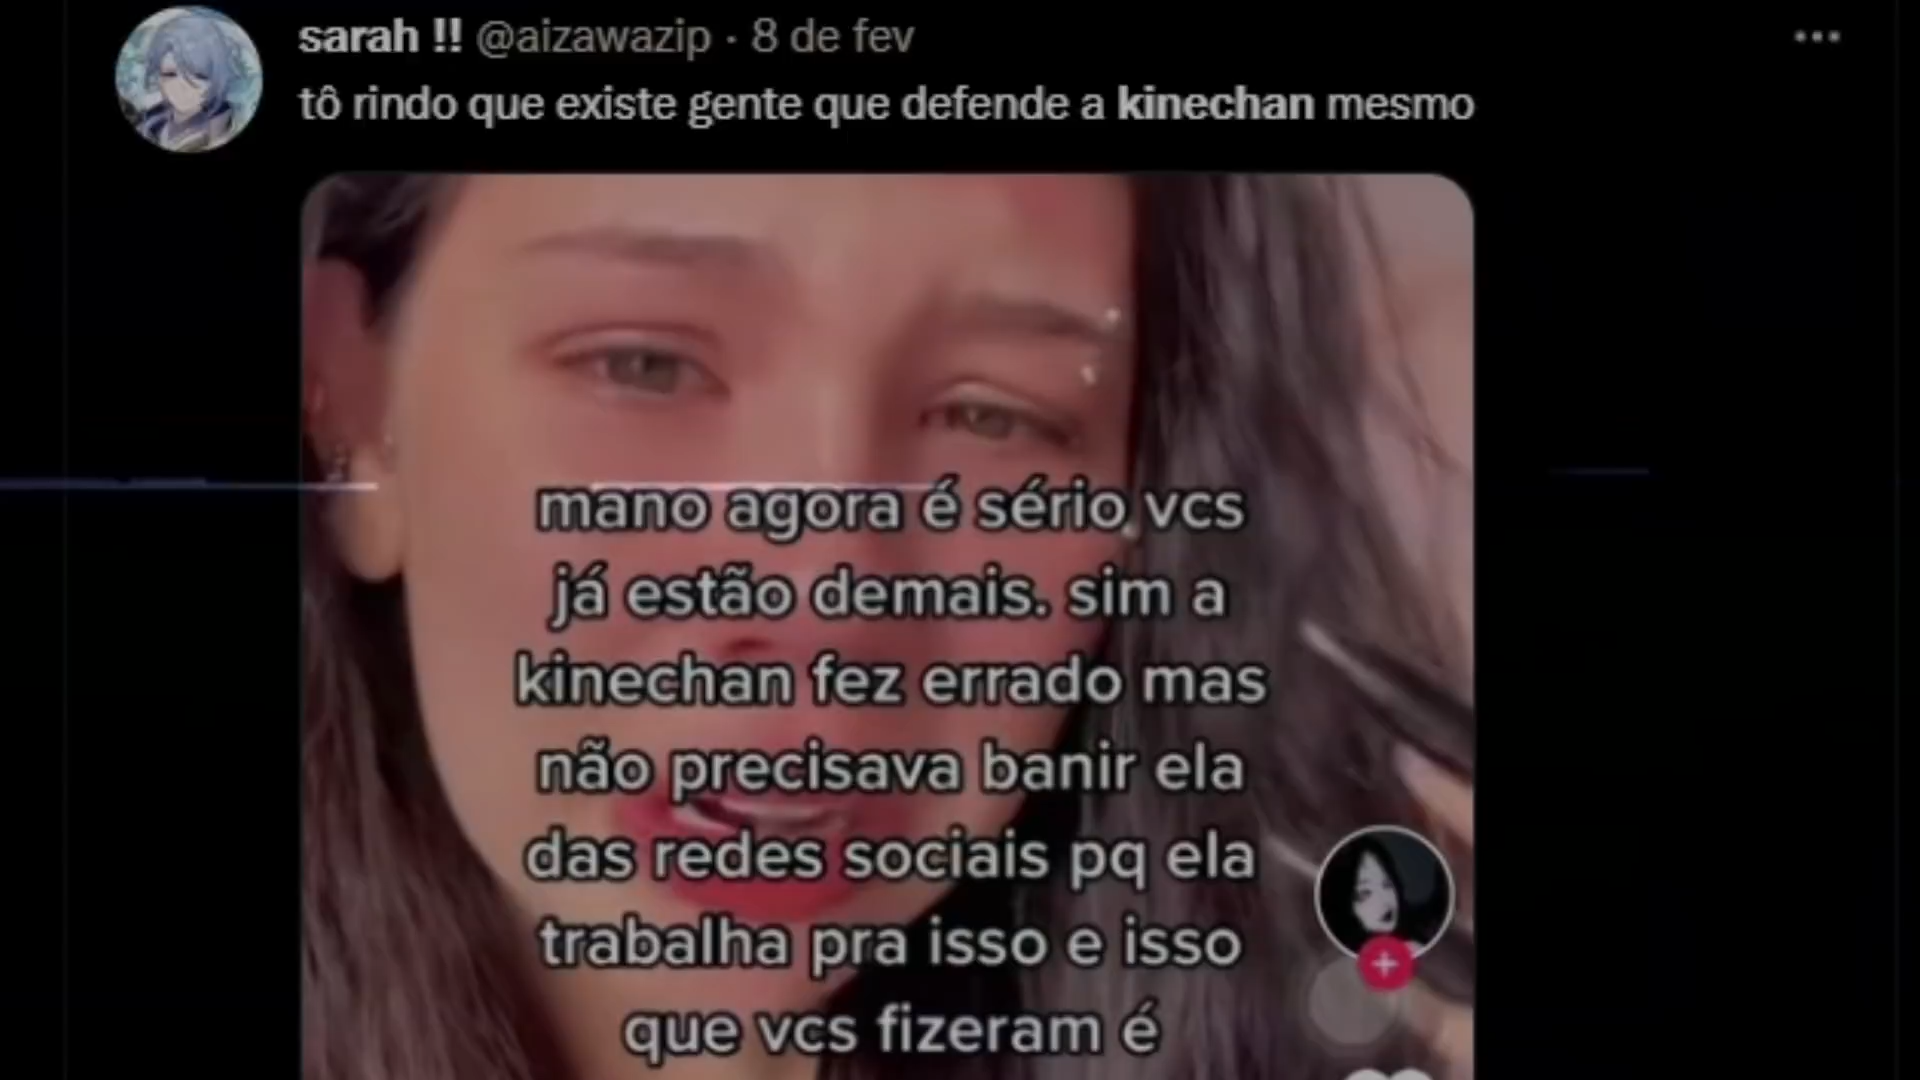 sarah !! @aizawazip · 8 de fev
tô rindo que existe gente que defende a kinechan mesmo
mano agora é sério vcs
já estão demais. sim a
kinechan fez errado mas
não precisava banir ela
das redes sociais pq ela
trabalha pra isso e isso
que vcs fizeram é